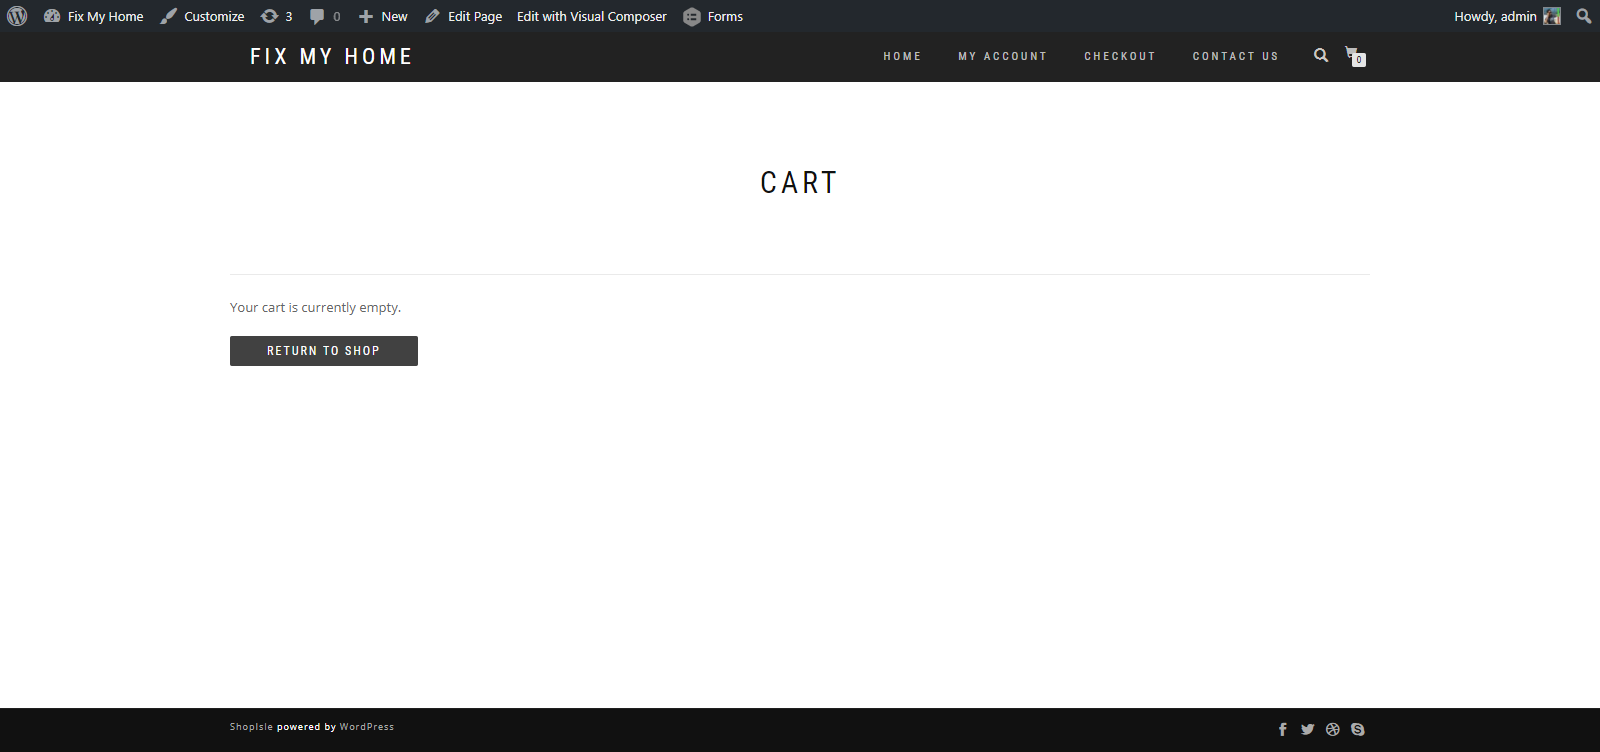 Fix My Home Customize 3 0 New Edit Page Edit with Visual Composer Forms Howdy, admin
FIX MY HOME HOME MY ACCOUNT CHECKOUT CONTACT US 0
CART
Your cart is currently empty.
RETURN TO SHOP
ShopIsle powered by WordPress